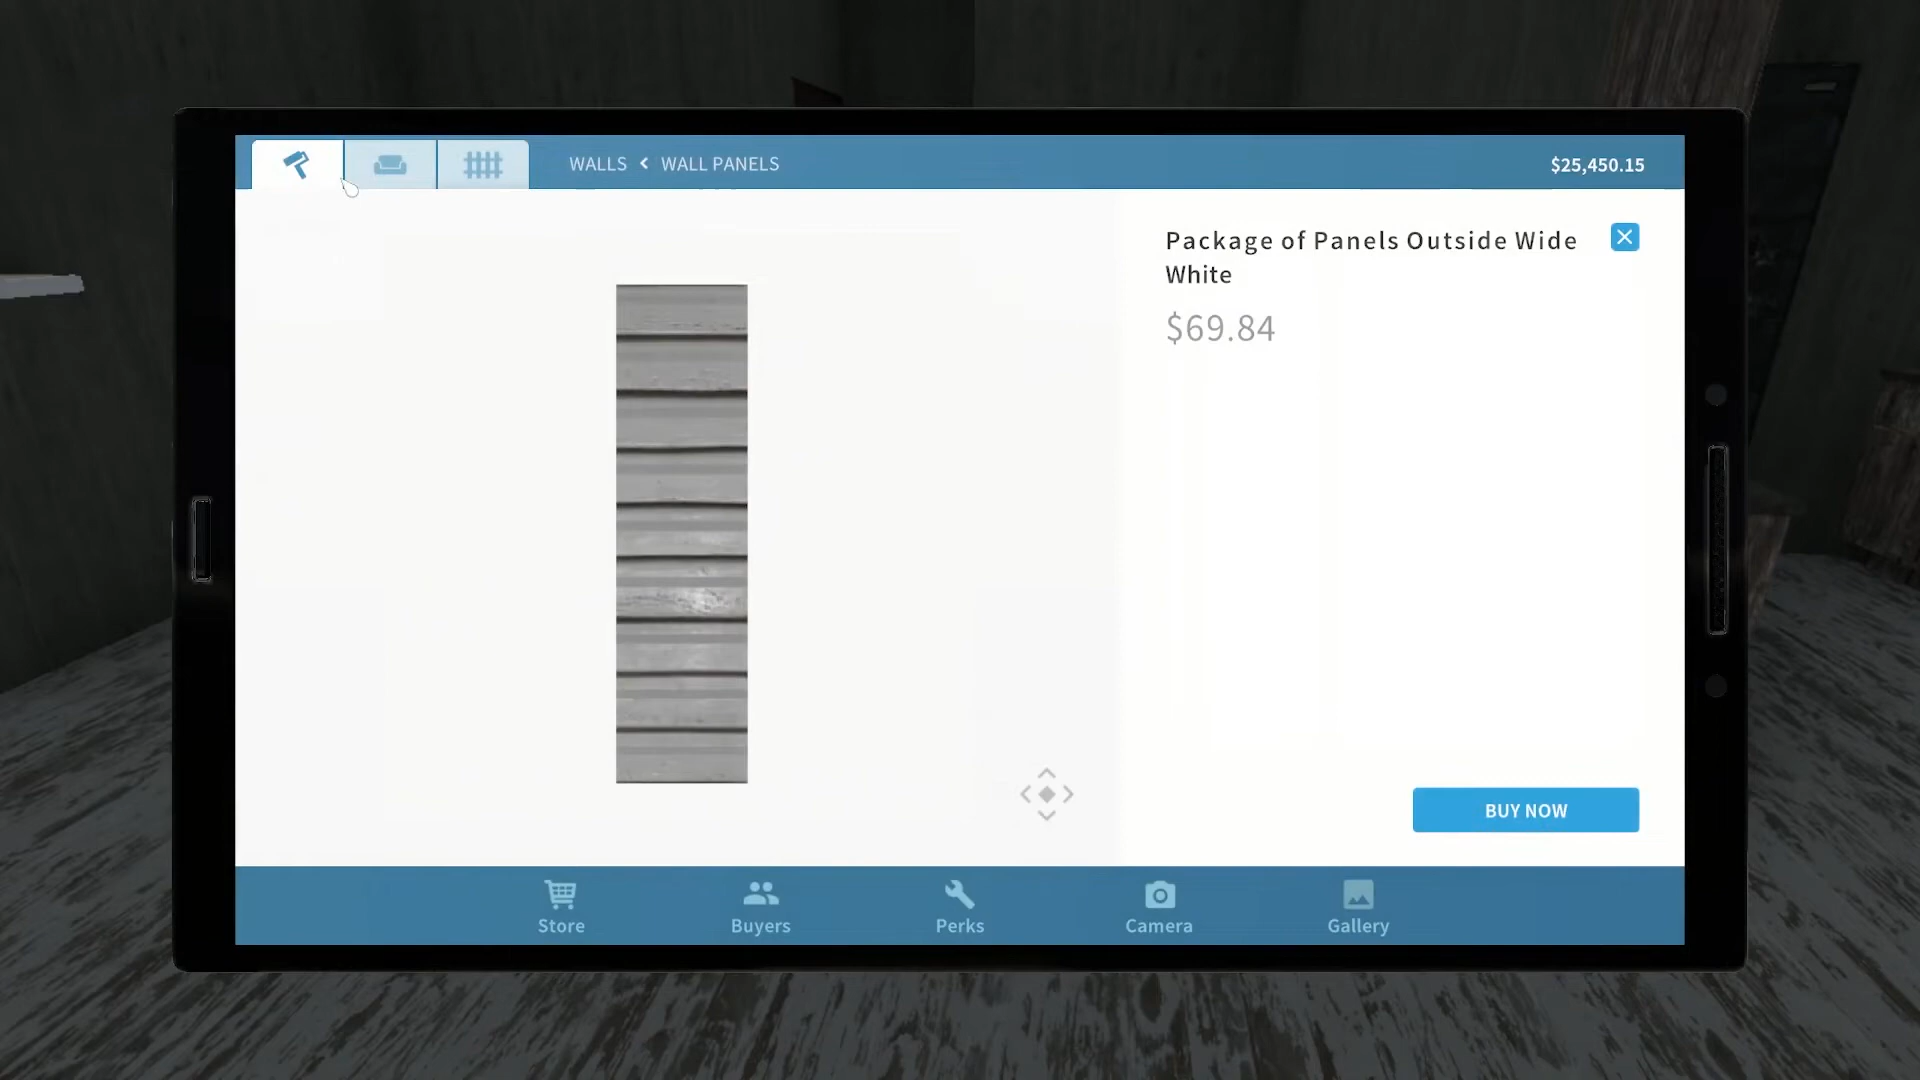 WALLS < WALL PANELS
$25,450.15
Package of Panels Outside Wide
White
$69.84
BUY NOW
Store
Buyers
Perks
Camera
Gallery